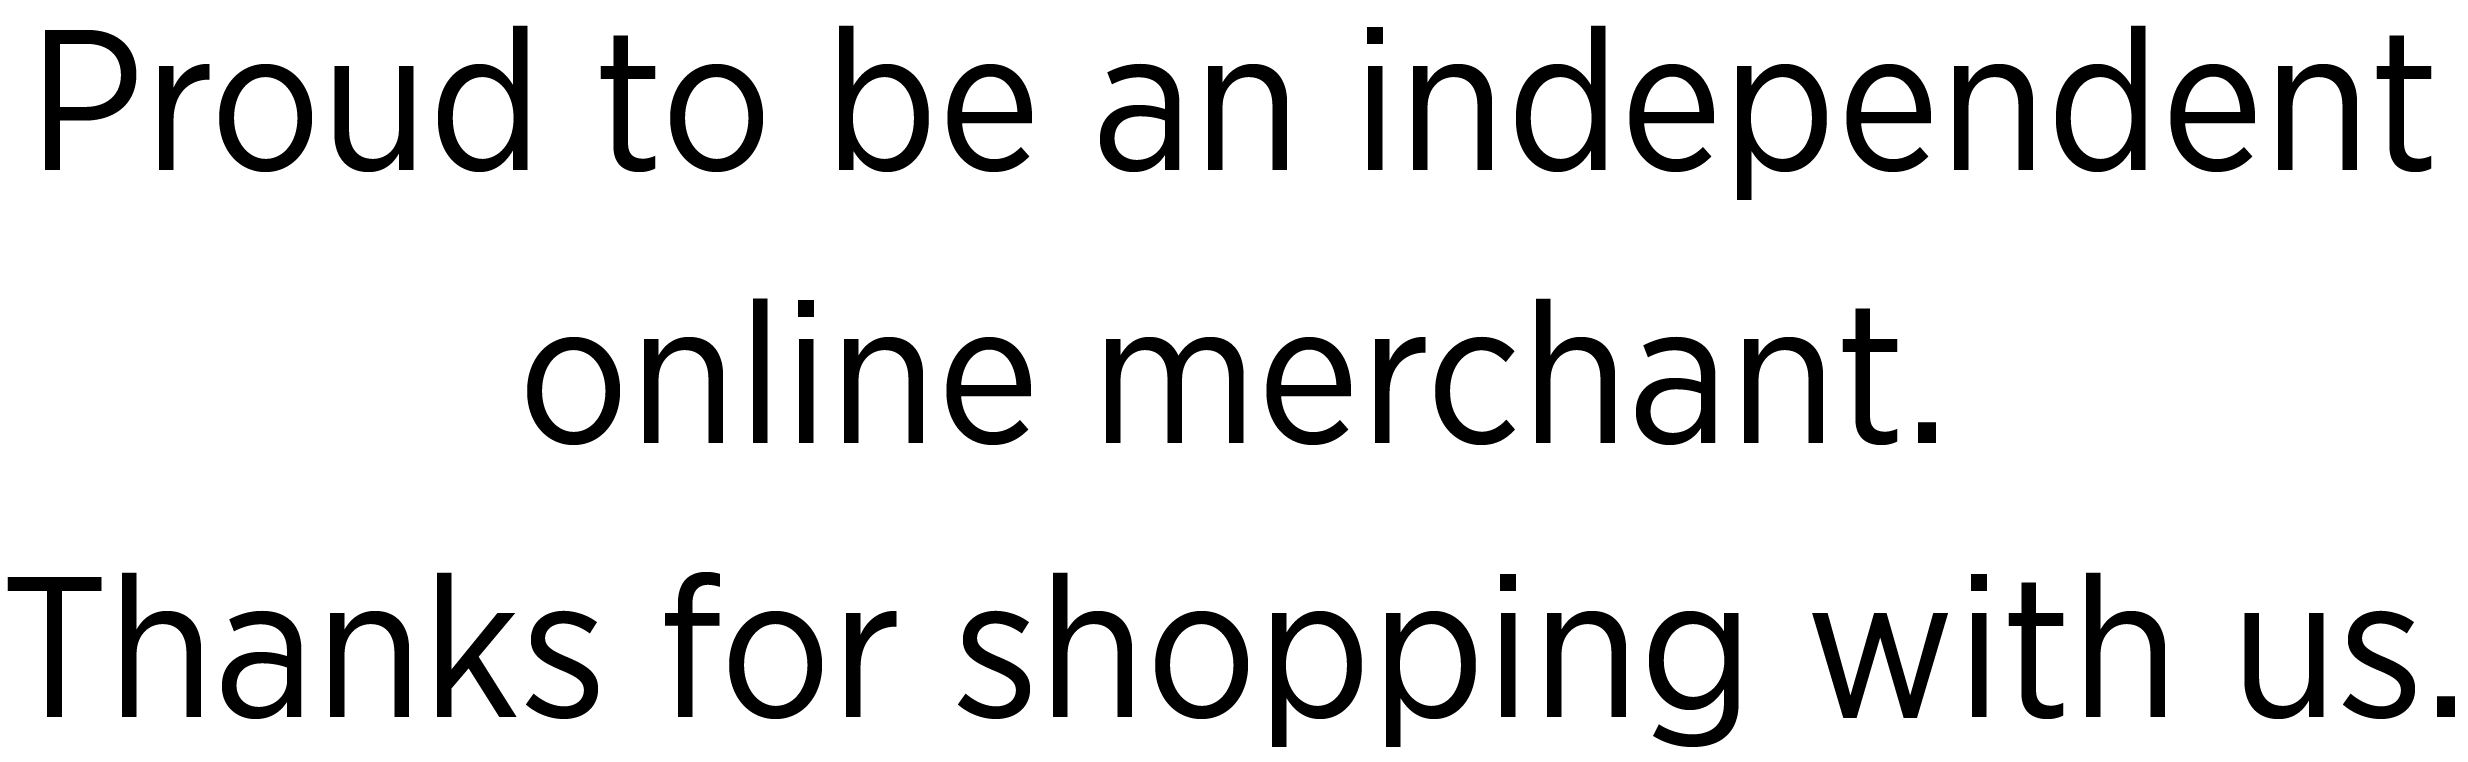 Proud to be an independent
online merchant.
Thanks for shopping with us.